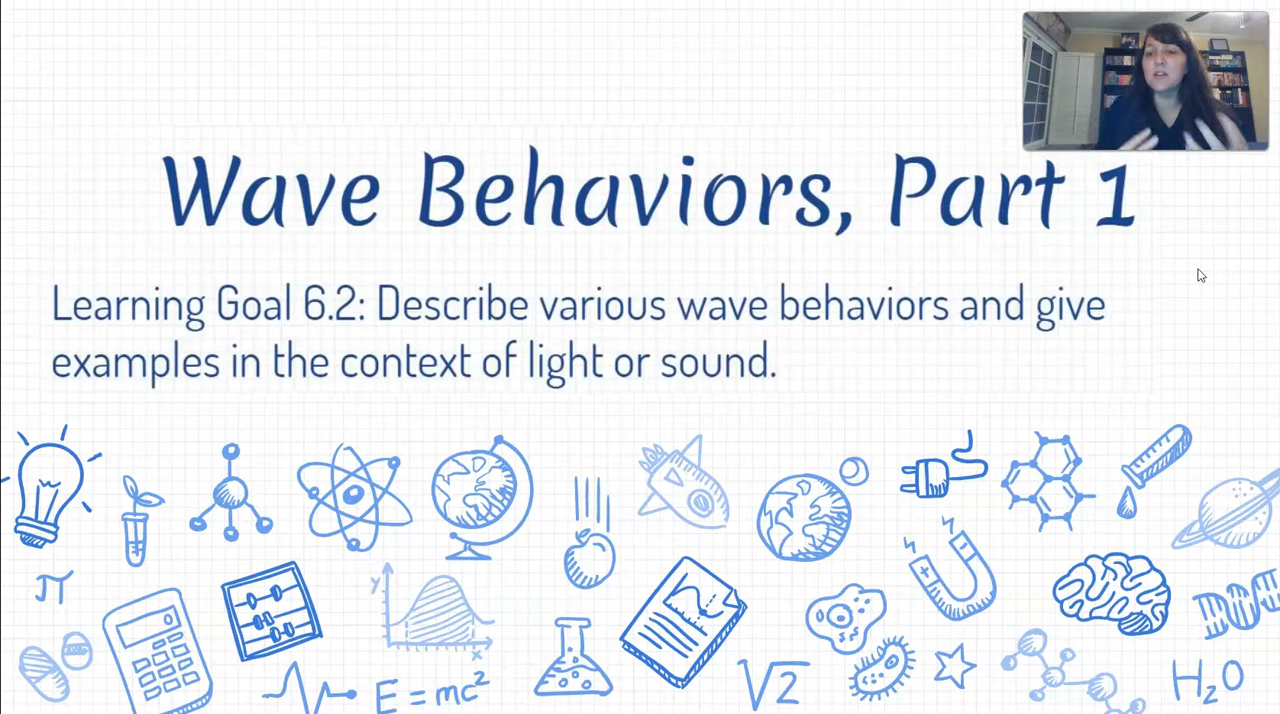 Wave Behaviors, Part 1
Learning Goal 6.2: Describe various wave behaviors and give
examples in the context of light or sound.
π
y
x
E = mc²
√2
H₂O